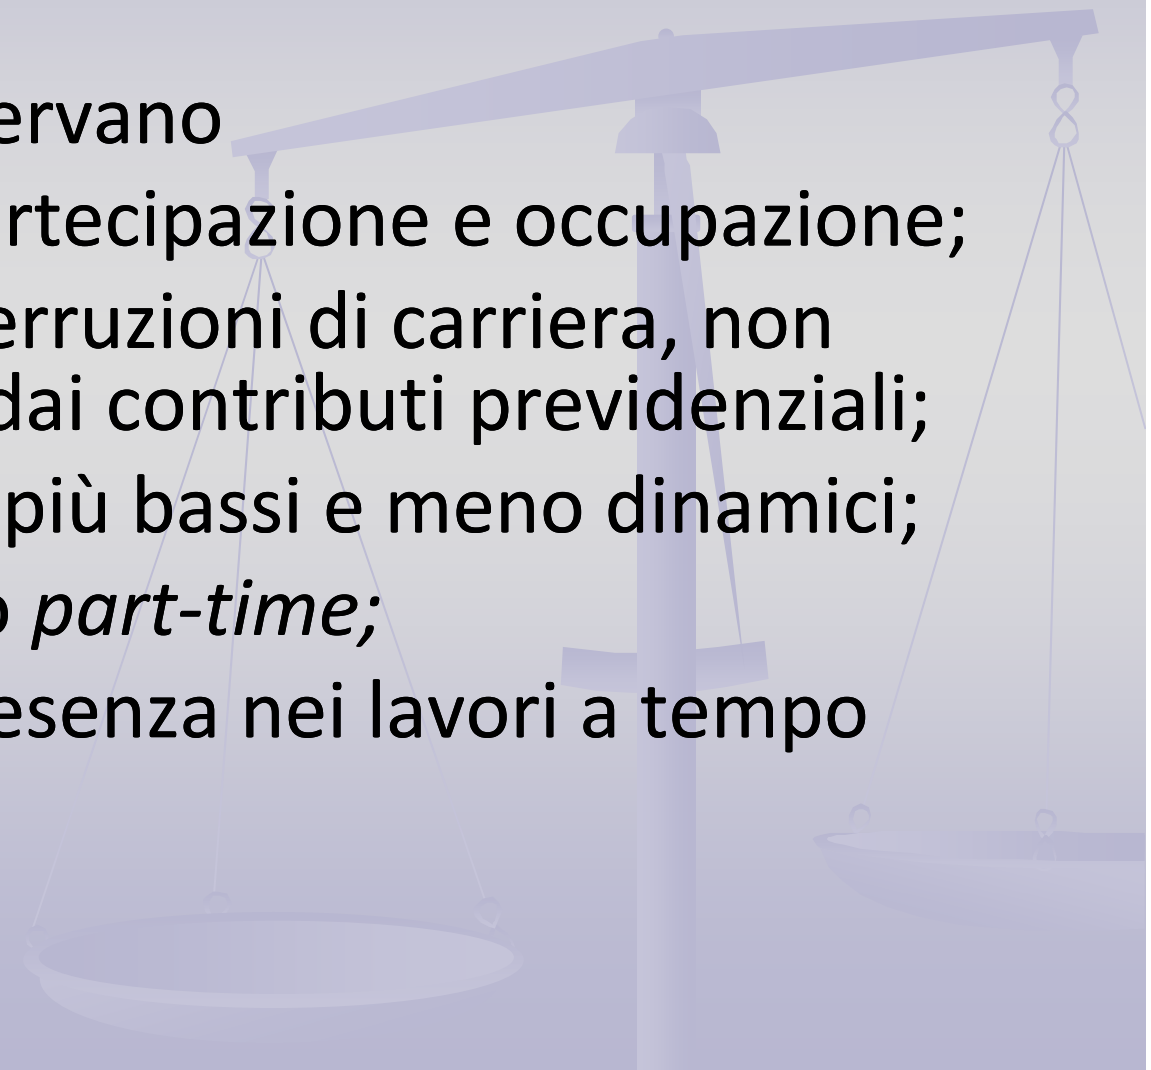 ervano
rtecipazione e occupazione;
erruzioni di carriera, non
dai contributi previdenziali;
più bassi e meno dinamici;
o part-time;
esenza nei lavori a tempo